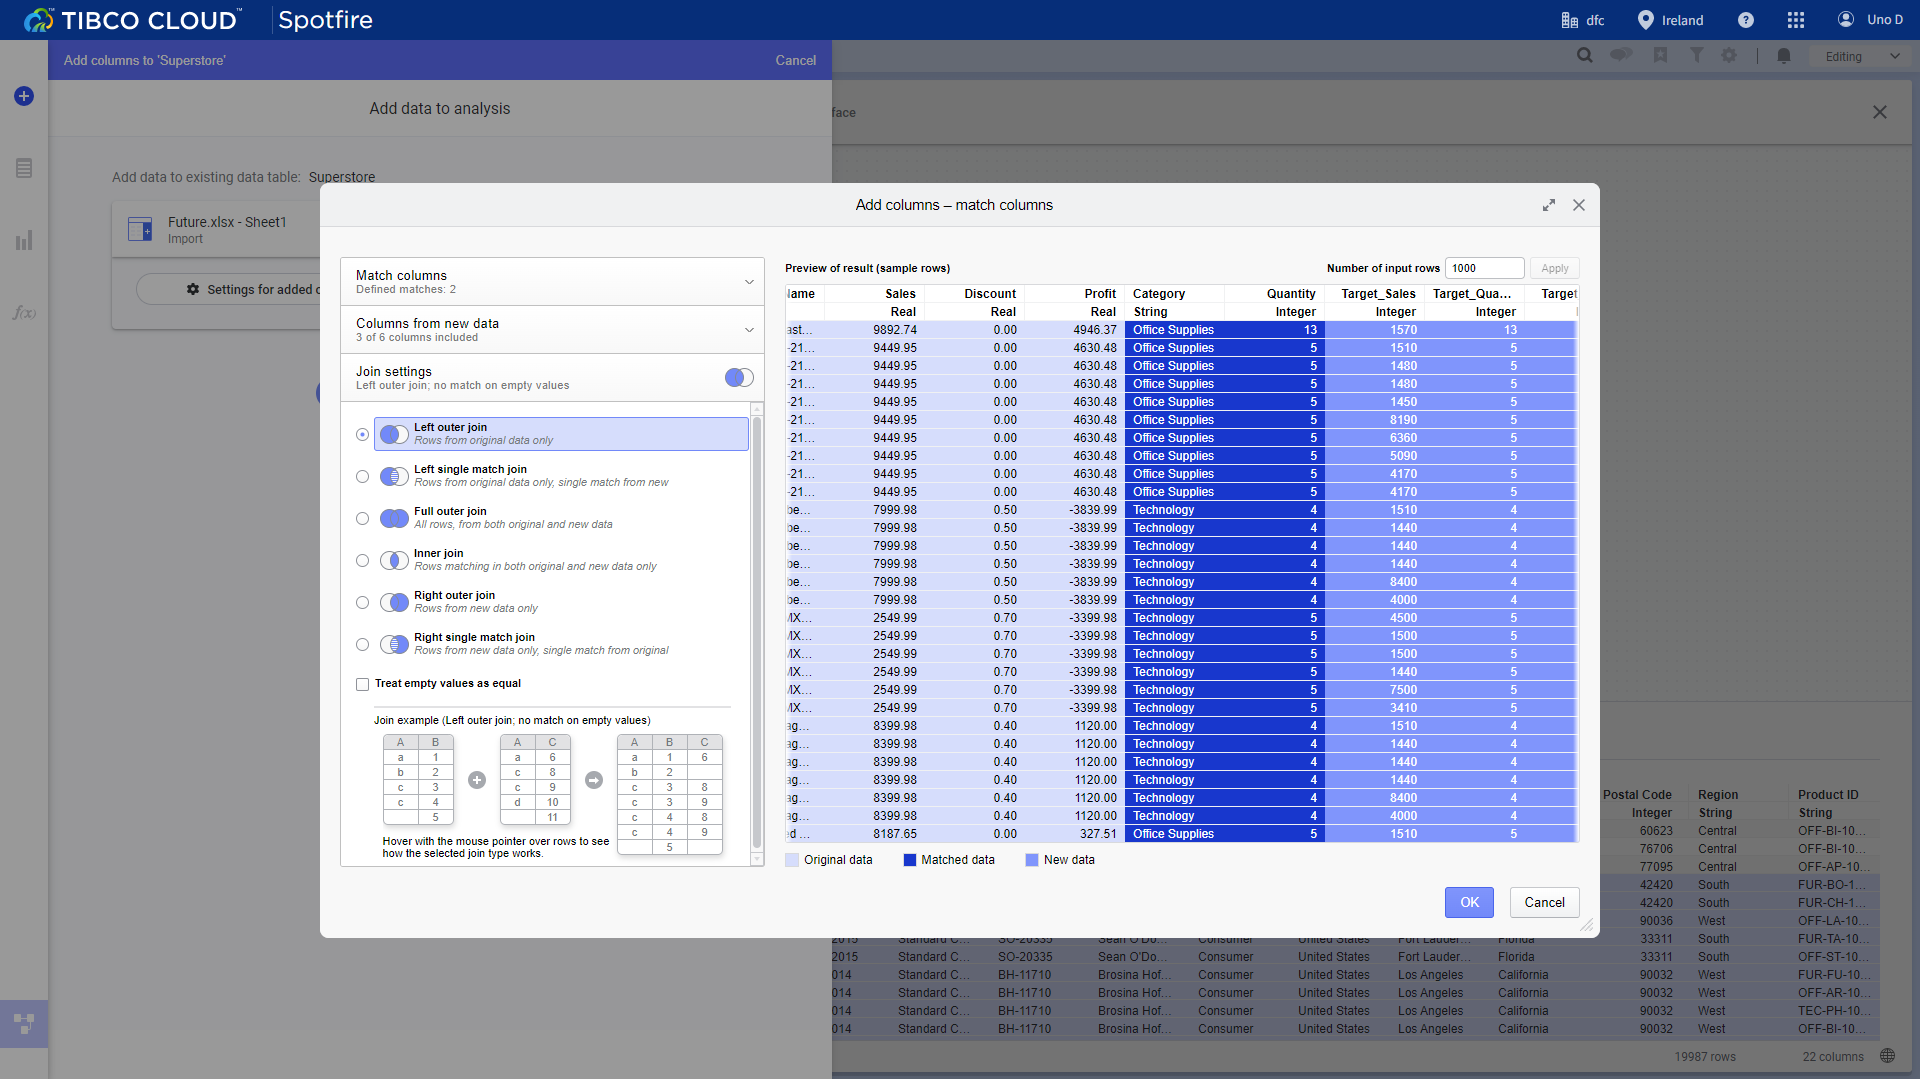 TIBCO CLOUD™ Spotfire dfc Ireland ? Uno D
Add columns to 'Superstore' Cancel Editing
Add data to analysis face
Add data to existing data table: Superstore
Future.xlsx - Sheet1
Import
Settings for added
f(x)
Add columns – match columns
Match columns
Defined matches: 2
Columns from new data
3 of 6 columns included
Join settings
Left outer join; no match on empty values
Left outer join
Rows from original data only
Left single match join
Rows from original data only, single match from new
Full outer join
All rows, from both original and new data
Inner join
Rows matching in both original and new data only
Right outer join
Rows from new data only
Right single match join
Rows from new data only, single match from original
Treat empty values as equal
Join example (Left outer join; no match on empty values)
A B A C A B C
a 1 a 6 a 1 6
b 2 c 8 b 2
c 3 c 9 c 3 8
c 4 d 10 c 3 9
5 11 c 4 8
c 4 9
5
Hover with the mouse pointer over rows to see
how the selected join type works.
Preview of result (sample rows) Number of input rows 1000 Apply
Name Sales Discount Profit Category Quantity Target_Sales Target_Qua... Target
Real Real Real String Integer Integer Integer
ast... 9892.74 0.00 4946.37 Office Supplies 13 1570 13
-21... 9449.95 0.00 4630.48 Office Supplies 5 1510 5
-21... 9449.95 0.00 4630.48 Office Supplies 5 1480 5
-21... 9449.95 0.00 4630.48 Office Supplies 5 1480 5
-21... 9449.95 0.00 4630.48 Office Supplies 5 1450 5
-21... 9449.95 0.00 4630.48 Office Supplies 5 8190 5
-21... 9449.95 0.00 4630.48 Office Supplies 5 6360 5
-21... 9449.95 0.00 4630.48 Office Supplies 5 5090 5
-21... 9449.95 0.00 4630.48 Office Supplies 5 4170 5
-21... 9449.95 0.00 4630.48 Office Supplies 5 4170 5
be... 7999.98 0.50 -3839.99 Technology 4 1510 4
be... 7999.98 0.50 -3839.99 Technology 4 1440 4
be... 7999.98 0.50 -3839.99 Technology 4 1440 4
be... 7999.98 0.50 -3839.99 Technology 4 1440 4
be... 7999.98 0.50 -3839.99 Technology 4 8400 4
be... 7999.98 0.50 -3839.99 Technology 4 4000 4
MX... 2549.99 0.70 -3399.98 Technology 5 4500 5
MX... 2549.99 0.70 -3399.98 Technology 5 1500 5
MX... 2549.99 0.70 -3399.98 Technology 5 1500 5
MX... 2549.99 0.70 -3399.98 Technology 5 1440 5
MX... 2549.99 0.70 -3399.98 Technology 5 7500 5
MX... 2549.99 0.70 -3399.98 Technology 5 3410 5
ag... 8399.98 0.40 1120.00 Technology 4 1510 4
ag... 8399.98 0.40 1120.00 Technology 4 1440 4
ag... 8399.98 0.40 1120.00 Technology 4 1440 4
ag... 8399.98 0.40 1120.00 Technology 4 1440 4
ag... 8399.98 0.40 1120.00 Technology 4 8400 4
ag... 8399.98 0.40 1120.00 Technology 4 4000 4
ed ... 8187.65 0.00 327.51 Office Supplies 5 1510 5
Original data Matched data New data
OK Cancel
Postal Code Region Product ID
Integer String String
60623 Central OFF-BI-10...
76706 Central OFF-BI-10...
77095 Central OFF-AP-10...
42420 South FUR-BO-1...
42420 South FUR-CH-1...
90036 West OFF-LA-10...
2015 Standard C... SO-20335 Sean O'Do... Consumer United States Fort Lauder... Florida 33311 South FUR-TA-10...
2015 Standard C... SO-20335 Sean O'Do... Consumer United States Fort Lauder... Florida 33311 South OFF-ST-10...
014 Standard C... BH-11710 Brosina Hof... Consumer United States Los Angeles California 90032 West FUR-FU-10...
014 Standard C... BH-11710 Brosina Hof... Consumer United States Los Angeles California 90032 West OFF-AR-10...
014 Standard C... BH-11710 Brosina Hof... Consumer United States Los Angeles California 90032 West TEC-PH-10...
014 Standard C... BH-11710 Brosina Hof... Consumer United States Los Angeles California 90032 West OFF-BI-10...
19987 rows 22 columns